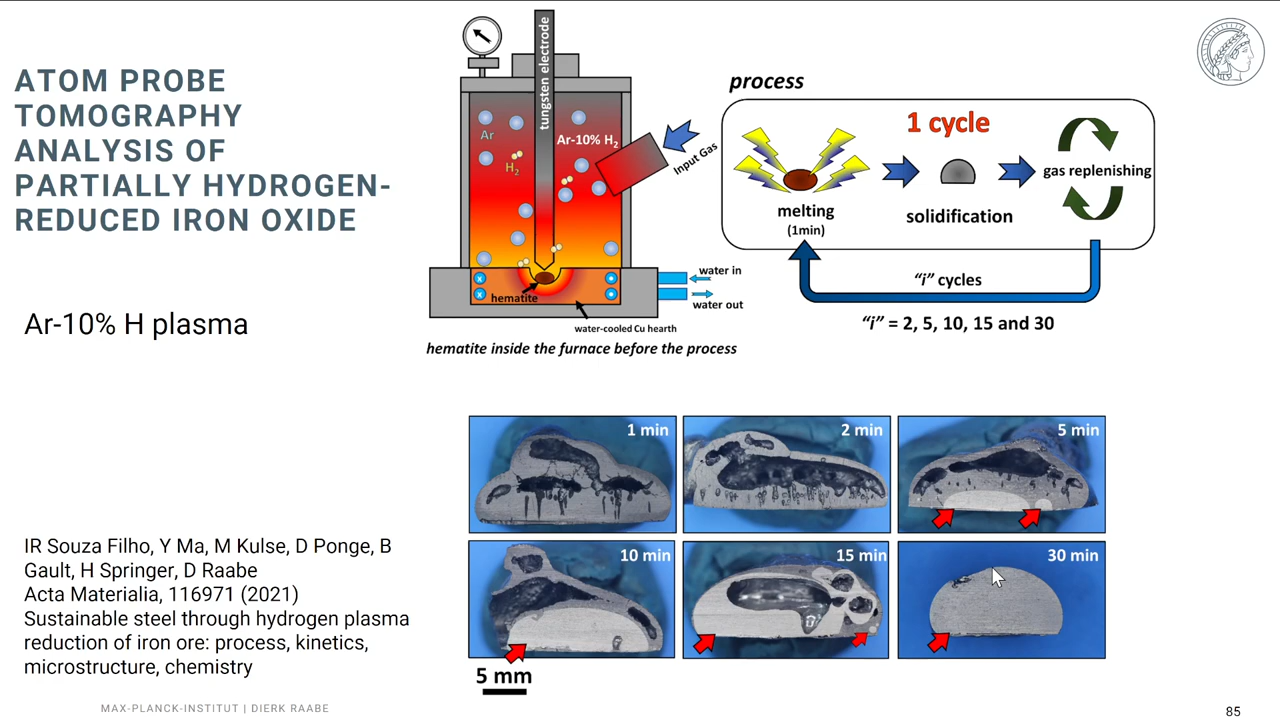 ATOM PROBE
TOMOGRAPHY
ANALYSIS OF
PARTIALLY HYDROGEN-
REDUCED IRON OXIDE
Ar-10% H plasma
IR Souza Filho, Y Ma, M Kulse, D Ponge, B
Gault, H Springer, D Raabe
Acta Materialia, 116971 (2021)
Sustainable steel through hydrogen plasma
reduction of iron ore: process, kinetics,
microstructure, chemistry
tungsten electrode
Ar
Ar-10% H₂
H₂
Input Gas
x
x
hematite
water in
water out
water-cooled Cu hearth
hematite inside the furnace before the process
process
1 cycle
melting
(1min)
solidification
gas replenishing
“i” cycles
“i” = 2, 5, 10, 15 and 30
1 min
2 min
5 min
10 min
15 min
30 min
5 mm
MAX-PLANCK-INSTITUT | DIERK RAABE
85